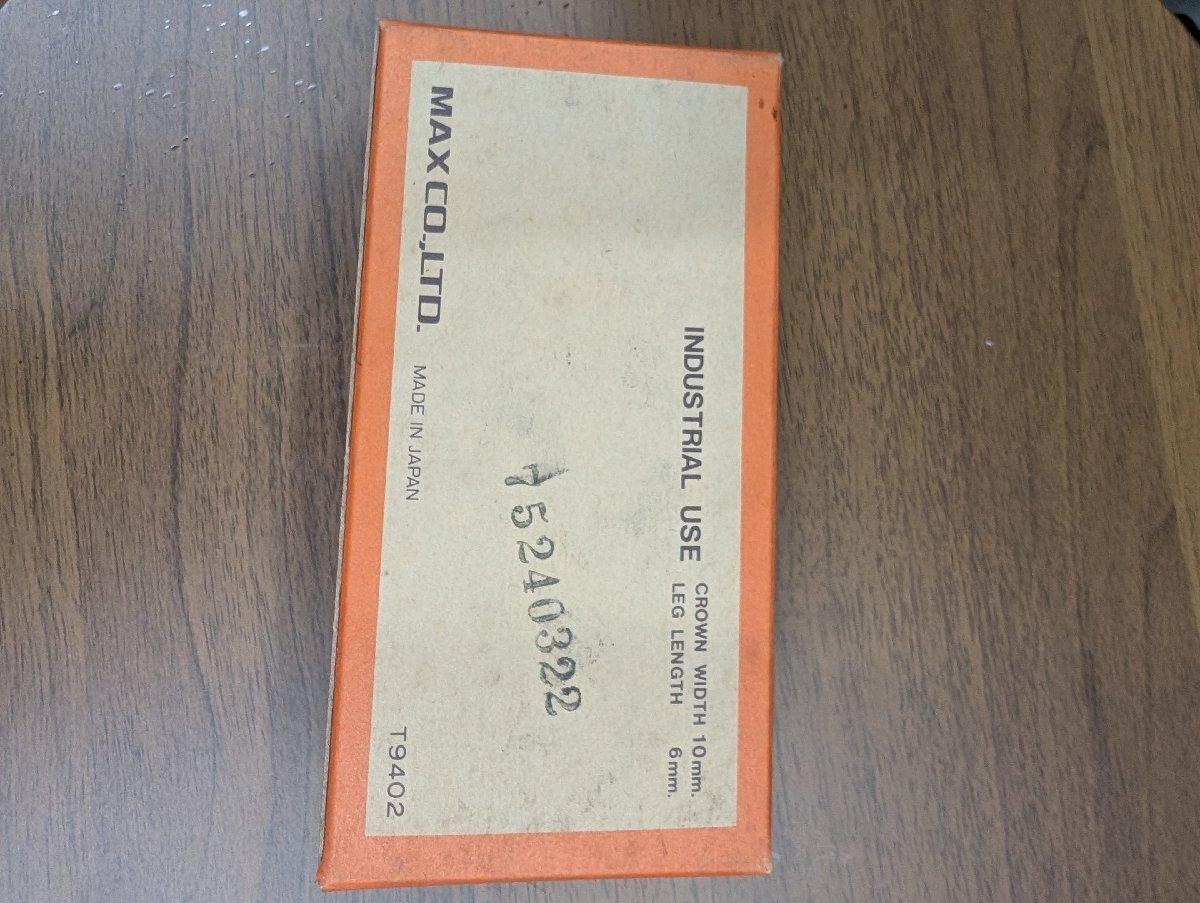 INDUSTRIAL USE
CROWN WIDTH 10mm.
LEG LENGTH 6mm.
75240322
MAX CO.,LTD. MADE IN JAPAN
T9402